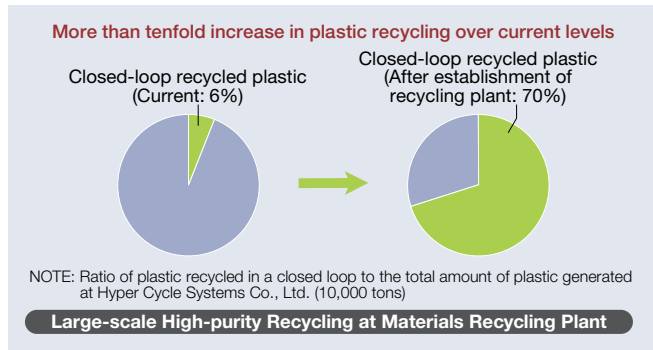 More than tenfold increase in plastic recycling over current levels
Closed-loop recycled plastic
(Current: 6%)
Closed-loop recycled plastic
(After establishment of
recycling plant: 70%)
NOTE: Ratio of plastic recycled in a closed loop to the total amount of plastic generated
at Hyper Cycle Systems Co., Ltd. (10,000 tons)
Large-scale High-purity Recycling at Materials Recycling Plant